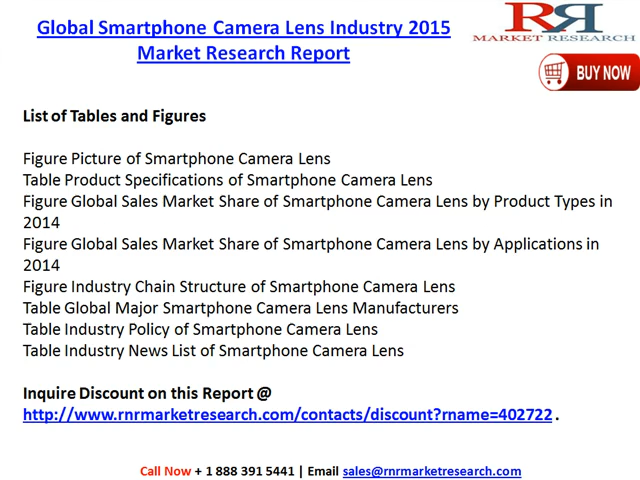 Global Smartphone Camera Lens Industry 2015
Market Research Report
RR
MARKET RESEARCH
BUY NOW
List of Tables and Figures
Figure Picture of Smartphone Camera Lens
Table Product Specifications of Smartphone Camera Lens
Figure Global Sales Market Share of Smartphone Camera Lens by Product Types in
2014
Figure Global Sales Market Share of Smartphone Camera Lens by Applications in
2014
Figure Industry Chain Structure of Smartphone Camera Lens
Table Global Major Smartphone Camera Lens Manufacturers
Table Industry Policy of Smartphone Camera Lens
Table Industry News List of Smartphone Camera Lens
Inquire Discount on this Report @
http://www.rnrmarketresearch.com/contacts/discount?rname=402722 .
Call Now + 1 888 391 5441 | Email sales@rnrmarketresearch.com